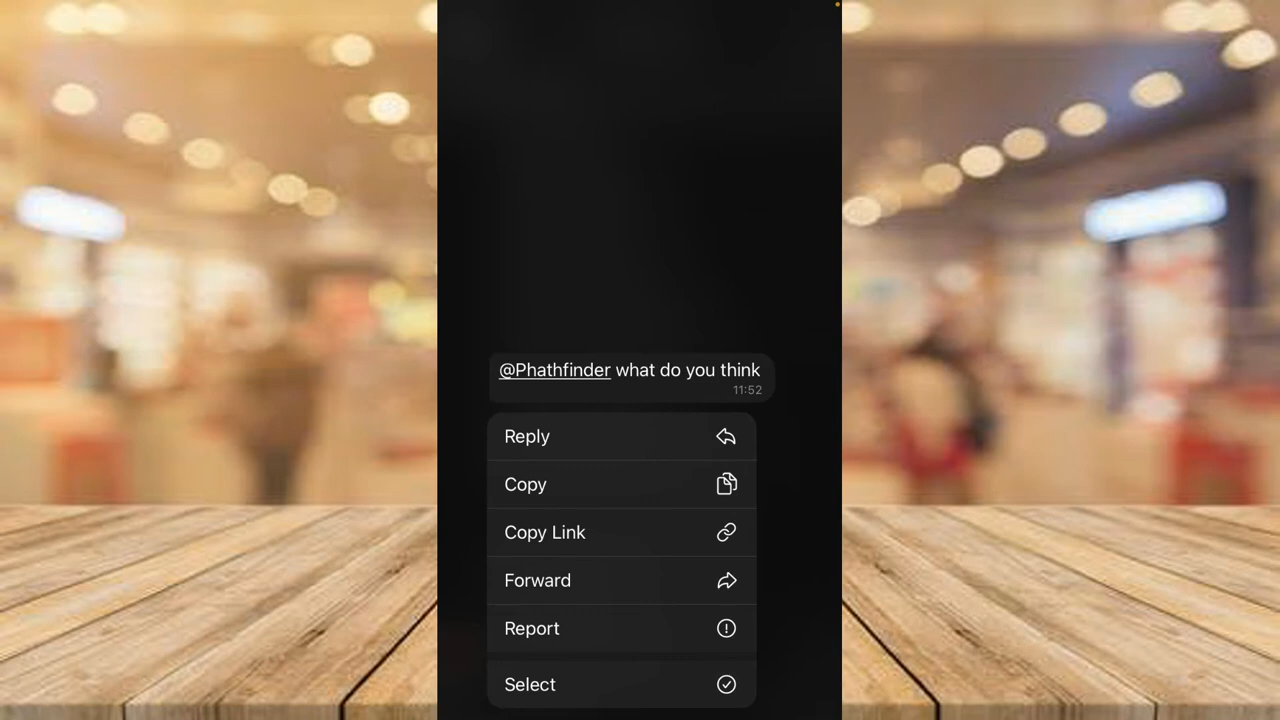 @Phathfinder what do you think
11:52
Reply
Copy
Copy Link
Forward
Report
Select